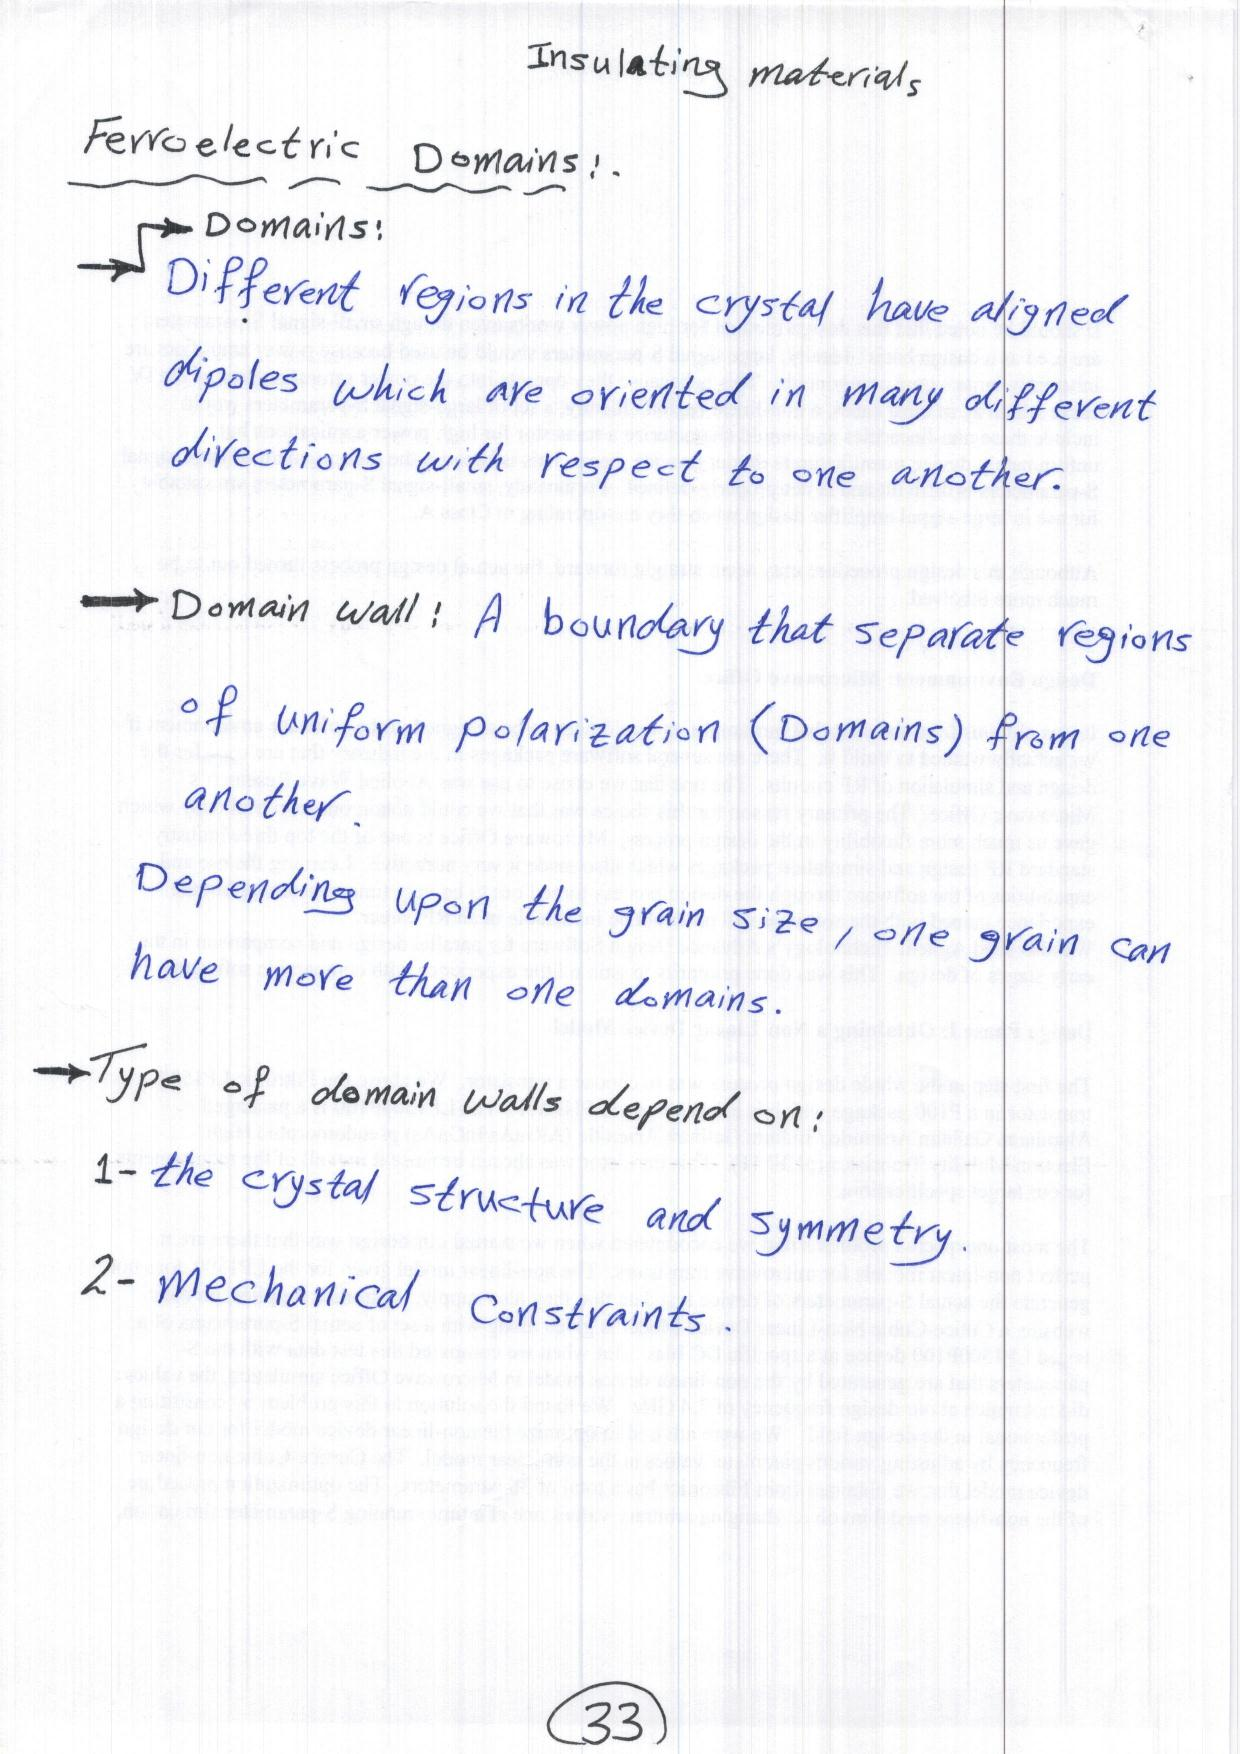 Insulating materials
Ferroelectric Domains:.
Domains:
Different regions in the crystal have aligned
dipoles which are oriented in many different
directions with respect to one another.
Domain wall: A boundary that separate regions
of uniform polarization (Domains) from one
another.
Depending upon the grain size, one grain can
have more than one domains.
Type of domain walls depend on:
1- the crystal structure and symmetry.
2- Mechanical Constraints.
33